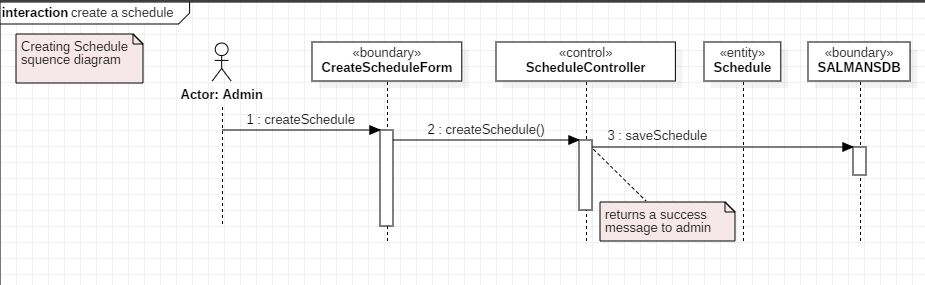 interaction create a schedule
Creating Schedule
squence diagram
Actor: Admin
«boundary»
CreateScheduleForm
«control»
ScheduleController
«entity»
Schedule
«boundary»
SALMANSDB
1 : createSchedule
2 : createSchedule()
3 : saveSchedule
returns a success
message to admin